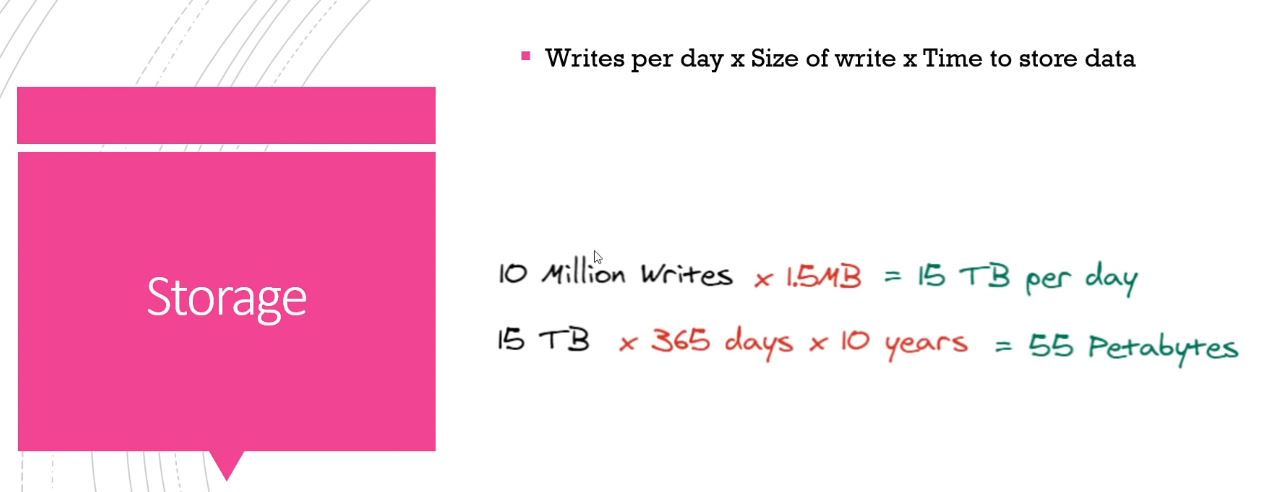 Writes per day x Size of write x Time to store data
Storage
10 Million Writes x 1.5MB = 15 TB per day
15 TB x 365 days x 10 years = 55 Petabytes